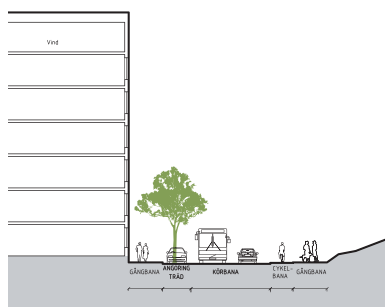 Vind
GÅNGBANA
ANGÖRING
TRÄD
KÖRBANA
CYKEL-
BANA
GÅNGBANA